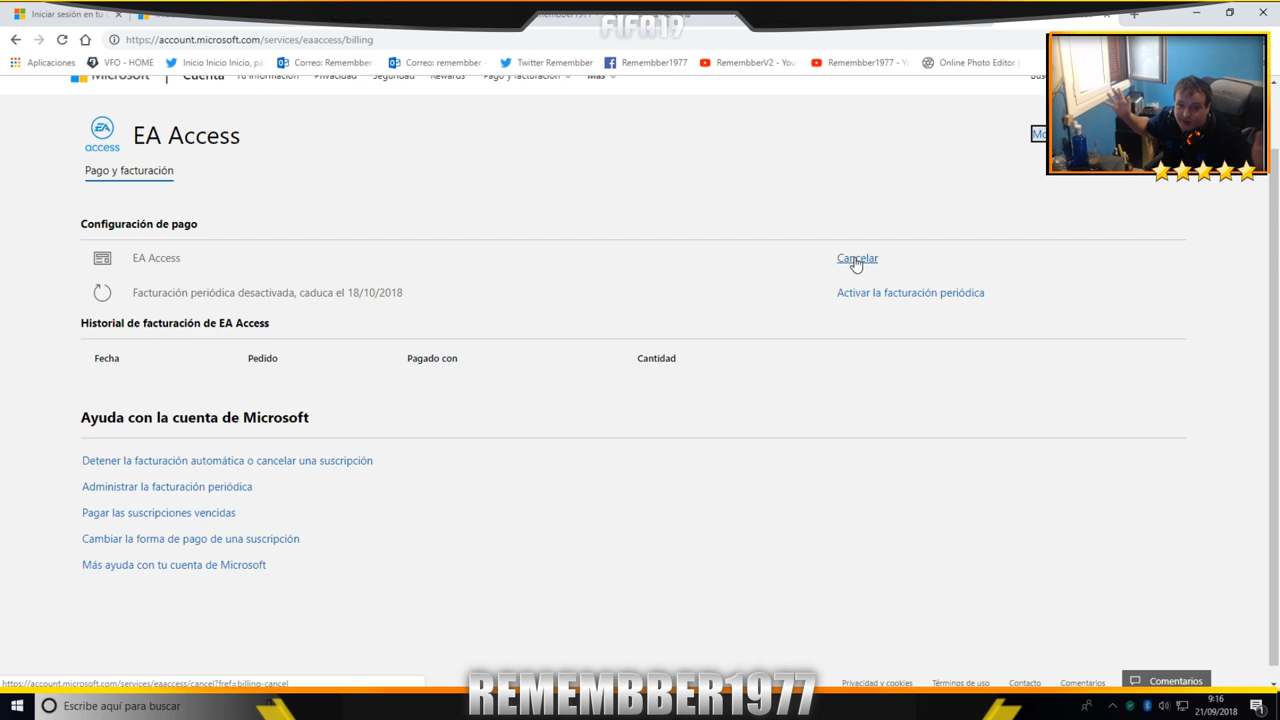 Iniciar sesión en tu
FIFA19
https://account.microsoft.com/services/eaaccess/billing
Aplicaciones VFO - HOME Inicio Inicio Inicio, pa Correo: Remember Correo: remember - Twitter Remember Remember1977 RemembberV2 - You Remember1977 - Yo Online Photo Editor |
Microsoft Cuenta Tu información Privacidad Seguridad Rewards Pago y facturación Más
EA
access
EA Access
Pago y facturación
Configuración de pago
EA Access Cancelar
Facturación periódica desactivada, caduca el 18/10/2018 Activar la facturación periódica
Historial de facturación de EA Access
Fecha Pedido Pagado con Cantidad
Ayuda con la cuenta de Microsoft
Detener la facturación automática o cancelar una suscripción
Administrar la facturación periódica
Pagar las suscripciones vencidas
Cambiar la forma de pago de una suscripción
Más ayuda con tu cuenta de Microsoft
https://account.microsoft.com/services/eaaccess/cancel?fref=billing-cancel
Privacidad y cookies Términos de uso Contacto Comentarios
Comentarios
REMEMBBER1977
Escribe aquí para buscar
9:16
21/09/2018